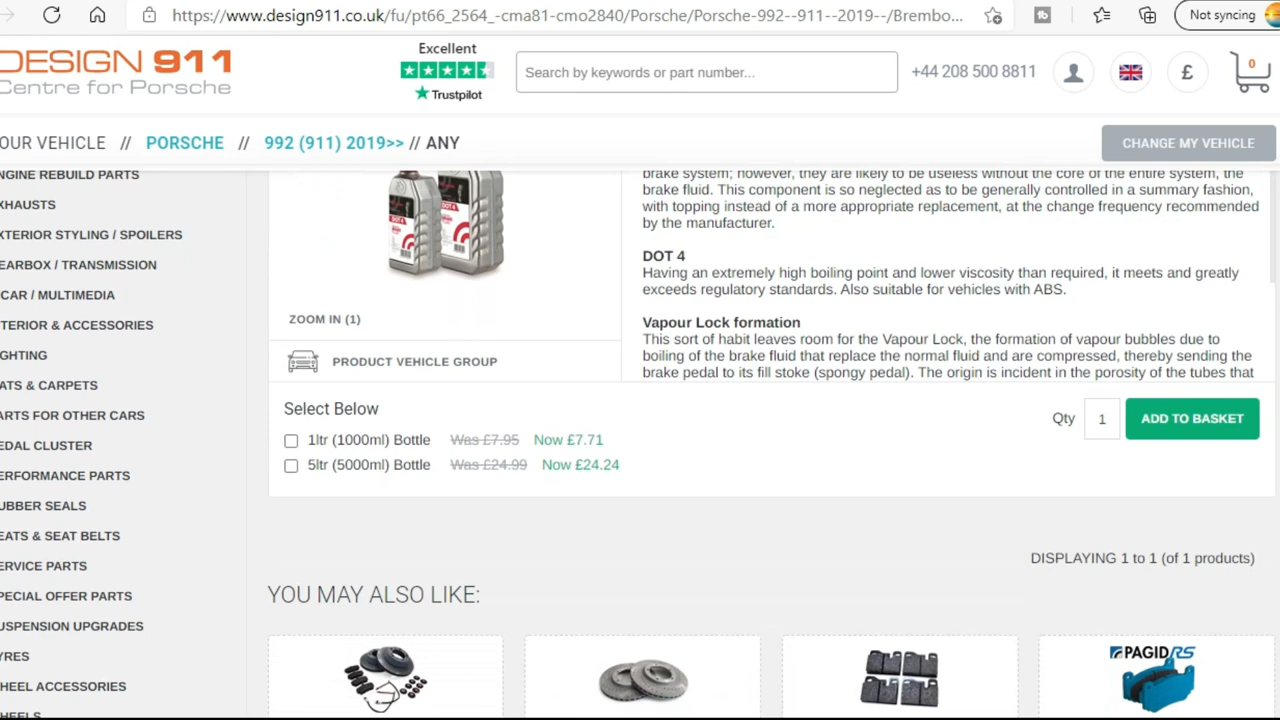 https://www.design911.co.uk/fu/pt66_2564_-cma81-cmo2840/Porsche/Porsche-992--911--2019--/Brembo...
Not syncing
DESIGN 911
Centre for Porsche
Excellent
Trustpilot
Search by keywords or part number...
+44 208 500 8811
£
0
OUR VEHICLE // PORSCHE // 992 (911) 2019>> // ANY
CHANGE MY VEHICLE
NGINE REBUILD PARTS
XHAUSTS
XTERIOR STYLING / SPOILERS
EARBOX / TRANSMISSION
CAR / MULTIMEDIA
TERIOR & ACCESSORIES
GHTING
ATS & CARPETS
ARTS FOR OTHER CARS
EDAL CLUSTER
ERFORMANCE PARTS
UBBER SEALS
EATS & SEAT BELTS
ERVICE PARTS
PECIAL OFFER PARTS
USPENSION UPGRADES
YRES
HEEL ACCESSORIES
HEELS
DOT4
ZOOM IN (1)
PRODUCT VEHICLE GROUP
brake system; however, they are likely to be useless without the core of the entire system, the
brake fluid. This component is so neglected as to be generally controlled in a summary fashion,
with topping instead of a more appropriate replacement, at the change frequency recommended
by the manufacturer.
DOT 4
Having an extremely high boiling point and lower viscosity than required, it meets and greatly
exceeds regulatory standards. Also suitable for vehicles with ABS.
Vapour Lock formation
This sort of habit leaves room for the Vapour Lock, the formation of vapour bubbles due to
boiling of the brake fluid that replace the normal fluid and are compressed, thereby sending the
brake pedal to its fill stoke (spongy pedal). The origin is incident in the porosity of the tubes that
Select Below
1ltr (1000ml) Bottle Was £7.95 Now £7.71
5ltr (5000ml) Bottle Was £24.99 Now £24.24
Qty 1 ADD TO BASKET
DISPLAYING 1 to 1 (of 1 products)
YOU MAY ALSO LIKE:
PAGID RS